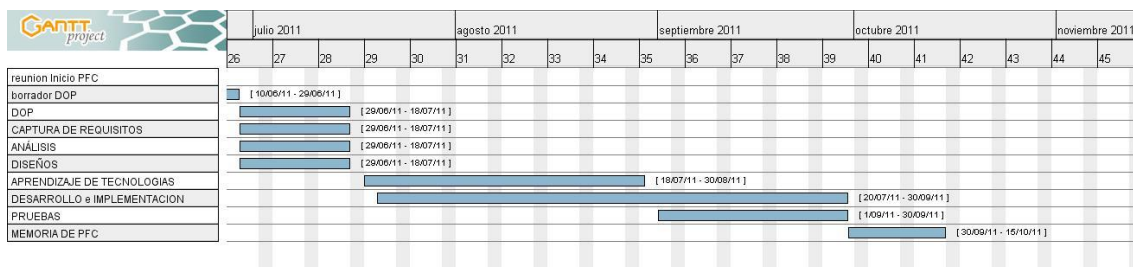 GANTT
project
julio 2011 agosto 2011 septiembre 2011 octubre 2011 noviembre 2011
26 27 28 29 30 31 32 33 34 35 36 37 38 39 40 41 42 43 44 45
reunion Inicio PFC
borrador DOP [ 10/06/11 - 29/06/11 ]
DOP [ 29/06/11 - 18/07/11 ]
CAPTURA DE REQUISITOS [ 29/06/11 - 18/07/11 ]
ANÁLISIS [ 29/06/11 - 18/07/11 ]
DISEÑOS [ 29/06/11 - 18/07/11 ]
APRENDIZAJE DE TECNOLOGIAS [ 18/07/11 - 30/08/11 ]
DESARROLLO e IMPLEMENTACION [ 20/07/11 - 30/09/11 ]
PRUEBAS [ 1/09/11 - 30/09/11 ]
MEMORIA DE PFC [ 30/09/11 - 15/10/11 ]